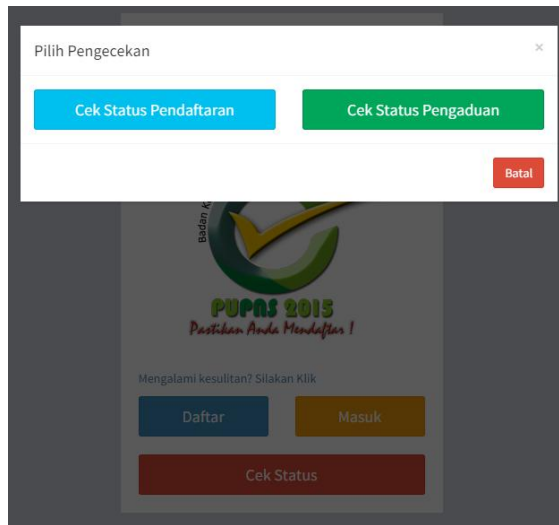 Pilih Pengecekan
×
Cek Status Pendaftaran
Cek Status Pengaduan
Batal
Badan
PUPNS 2015
Pastikan Anda Mendaftar !
Mengalami kesulitan? Silakan Klik
Daftar
Masuk
Cek Status